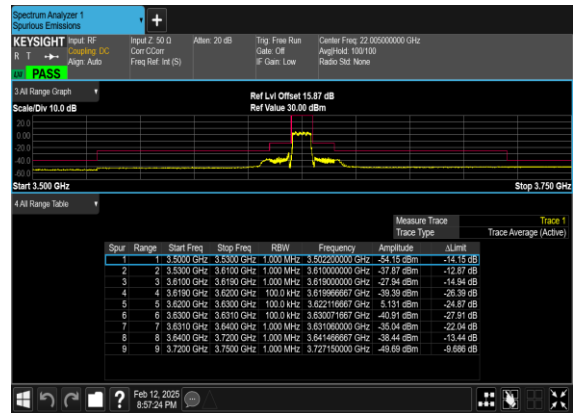 Spectrum Analyzer 1
Spurious Emissions
KEYSIGHT Input: RF Input Z: 50 Ω Atten: 20 dB Trig: Free Run Center Freq: 22.005000000 GHz
R T Coupling: DC Corr CCorr Gate: Off Avg|Hold: 100/100
Align: Auto Freq Ref: Int (S) IF Gain: Low Radio Std: None
PASS
3 All Range Graph
Ref Lvl Offset 15.87 dB
Scale/Div 10.0 dB Ref Value 30.00 dBm
20.0
0.00
-20.0
-40.0
-60.0
Start 3.500 GHz Stop 3.750 GHz
4 All Range Table
Measure Trace Trace 1
Trace Type Trace Average (Active)
Spur Range Start Freq Stop Freq RBW Frequency Amplitude ΔLimit
1 1 3.5000 GHz 3.5300 GHz 1.000 MHz 3.502200000 GHz -54.15 dBm -14.15 dB
2 2 3.5300 GHz 3.6100 GHz 1.000 MHz 3.610000000 GHz -37.87 dBm -12.87 dB
3 3 3.6100 GHz 3.6190 GHz 1.000 MHz 3.619000000 GHz -27.94 dBm -14.94 dB
4 4 3.6190 GHz 3.6200 GHz 100.0 kHz 3.619966667 GHz -39.39 dBm -26.39 dB
5 5 3.6200 GHz 3.6300 GHz 100.0 kHz 3.622116667 GHz 5.131 dBm -24.87 dB
6 6 3.6300 GHz 3.6310 GHz 100.0 kHz 3.630071667 GHz -40.91 dBm -27.91 dB
7 7 3.6310 GHz 3.6400 GHz 1.000 MHz 3.631060000 GHz -35.04 dBm -22.04 dB
8 8 3.6400 GHz 3.7200 GHz 1.000 MHz 3.641466667 GHz -38.44 dBm -13.44 dB
9 9 3.7200 GHz 3.7500 GHz 1.000 MHz 3.727150000 GHz -49.69 dBm -9.686 dB
Feb 12, 2025
8:57:24 PM